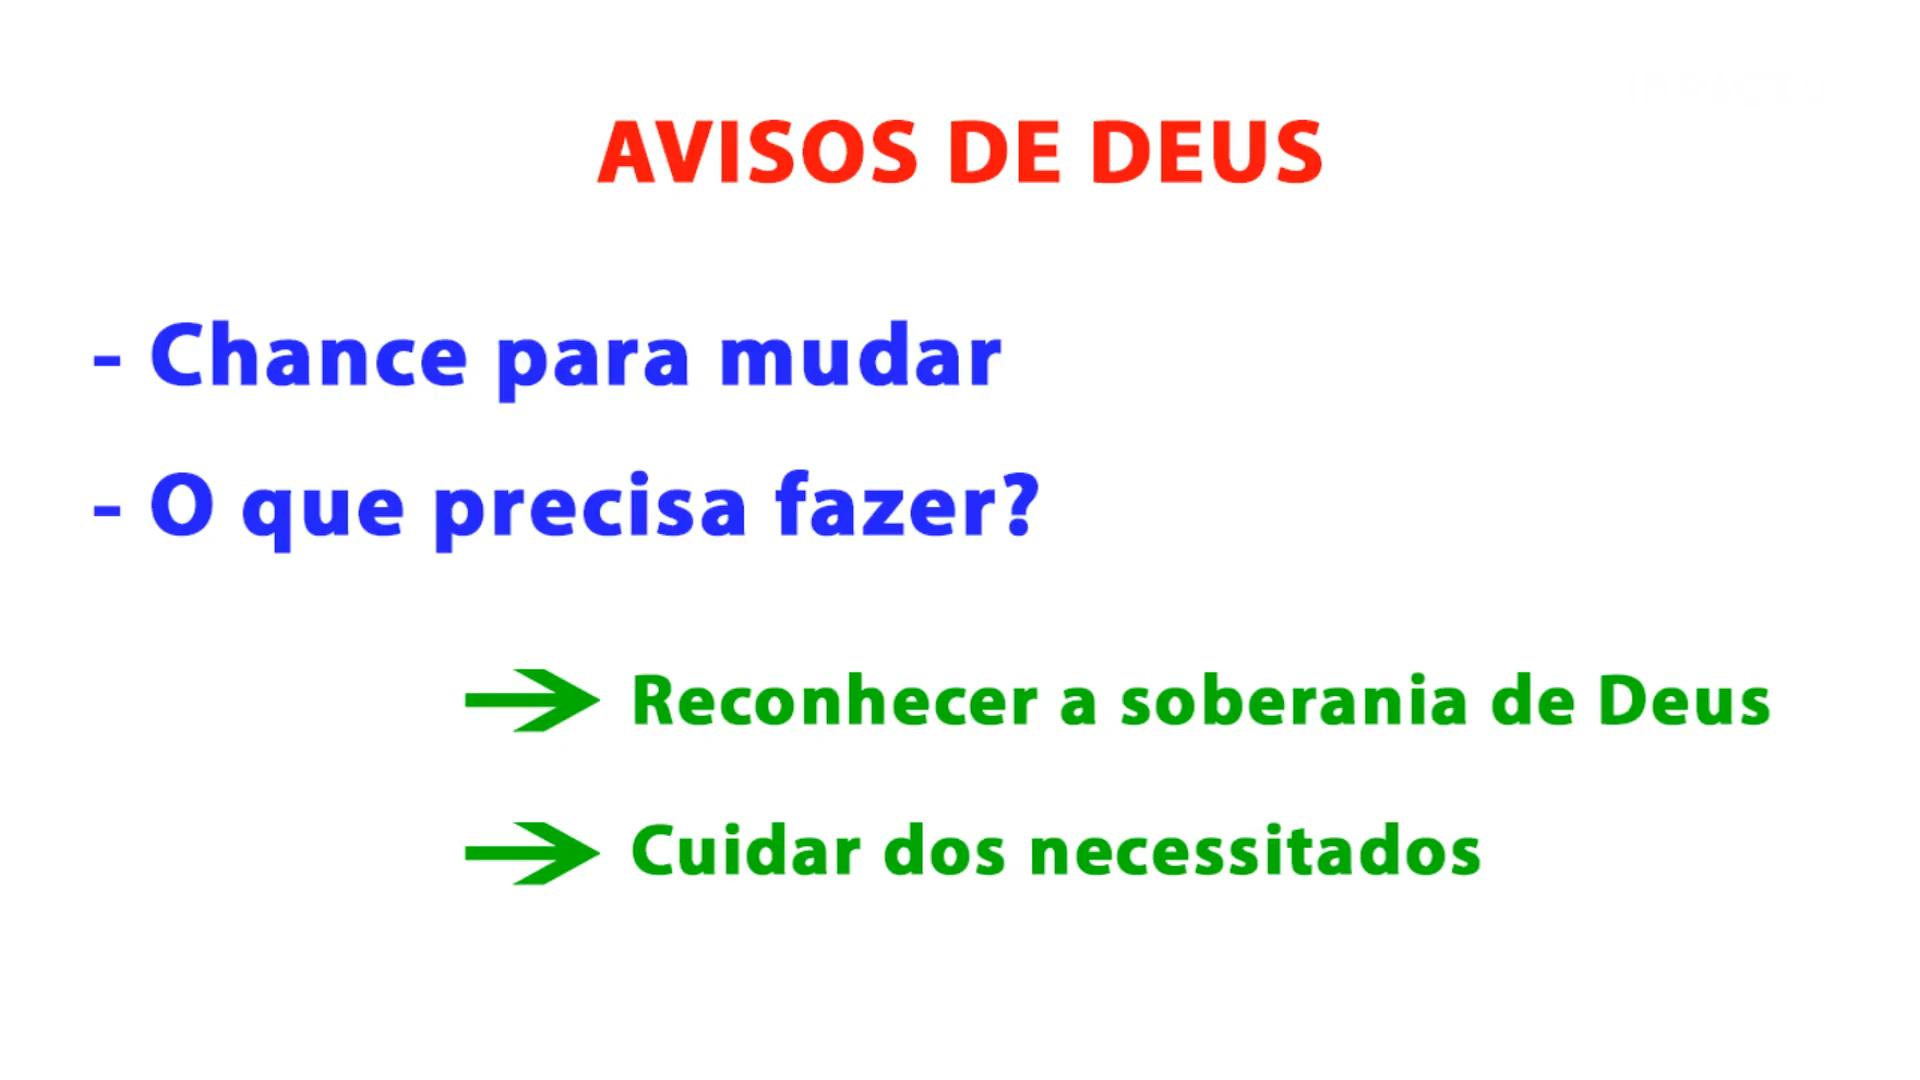 AVISOS DE DEUS
- Chance para mudar
- O que precisa fazer?
→ Reconhecer a soberania de Deus
→ Cuidar dos necessitados